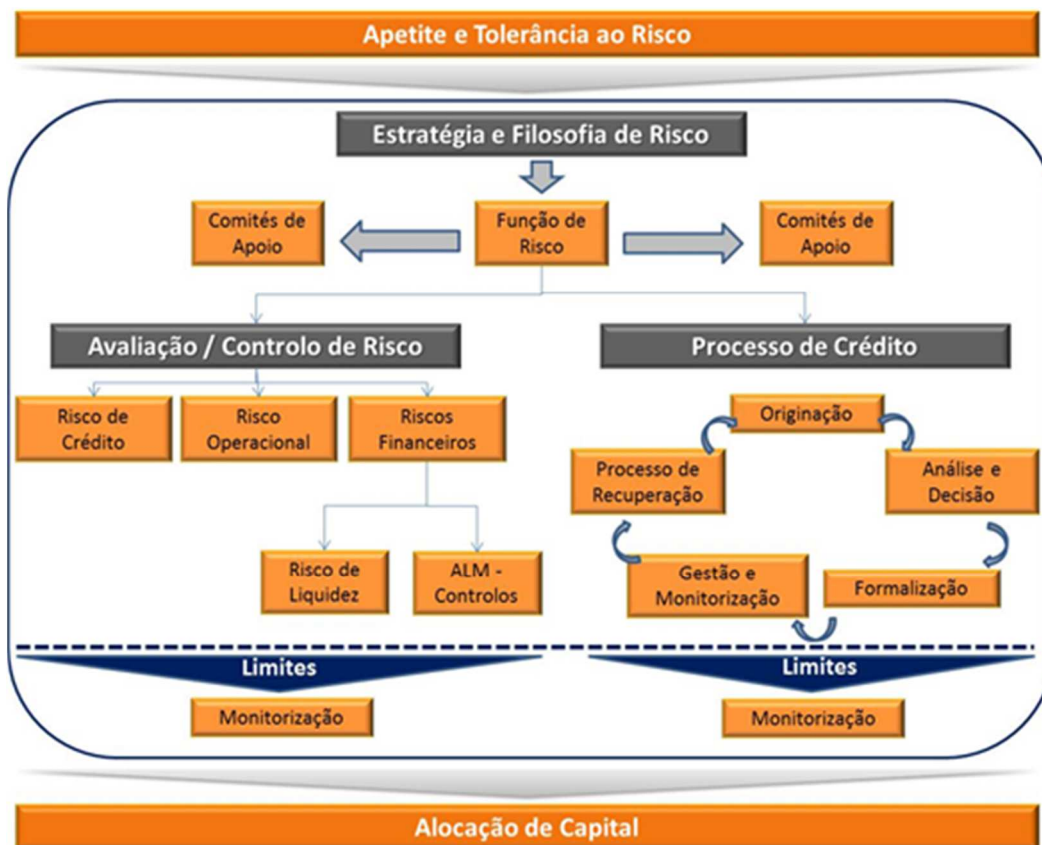 Apetite e Tolerância ao Risco
Estratégia e Filosofia de Risco
Comités de
Apoio
Função de
Risco
Comités de
Apoio
Avaliação / Controlo de Risco
Processo de Crédito
Risco de
Crédito
Risco
Operacional
Riscos
Financeiros
Risco de
Liquidez
ALM -
Controlos
Originação
Análise e
Decisão
Formalização
Gestão e
Monitorização
Processo de
Recuperação
Limites
Limites
Monitorização
Monitorização
Alocação de Capital